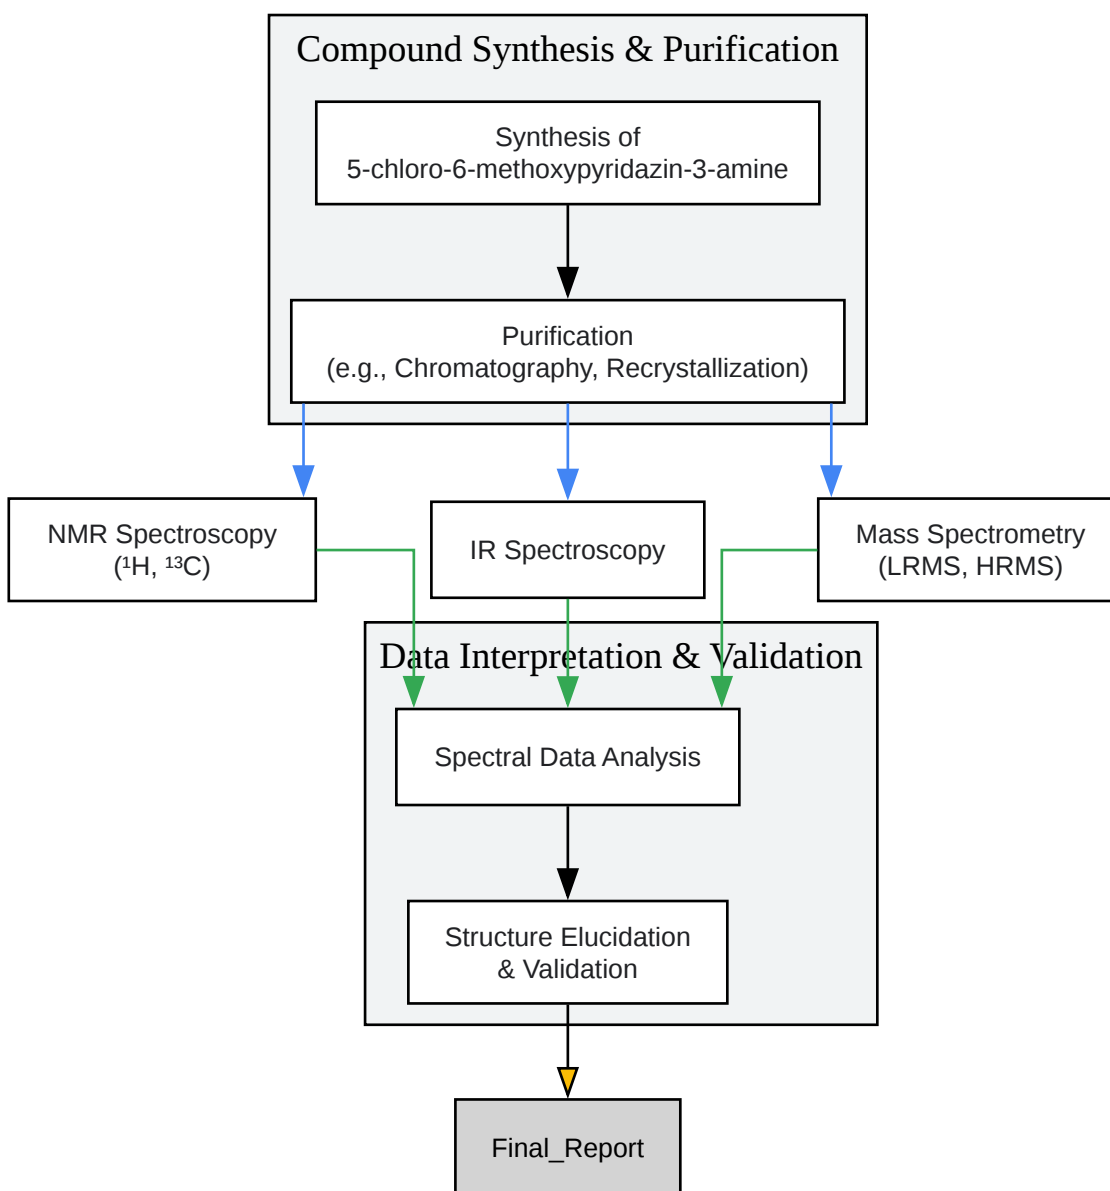 Compound Synthesis & Purification
Synthesis of
5-chloro-6-methoxypyridazin-3-amine
Purification
(e.g., Chromatography, Recrystallization)
NMR Spectroscopy
(¹H, ¹³C)
IR Spectroscopy
Mass Spectrometry
(LRMS, HRMS)
Data Interpretation & Validation
Spectral Data Analysis
Structure Elucidation
& Validation
Final_Report